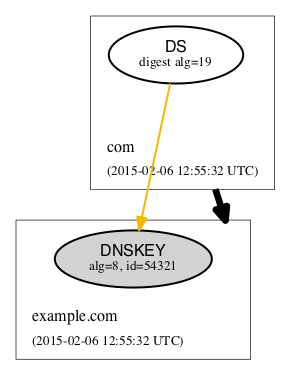 DS
digest alg=19
com
(2015-02-06 12:55:32 UTC)
DNSKEY
alg=8, id=54321
example.com
(2015-02-06 12:55:32 UTC)